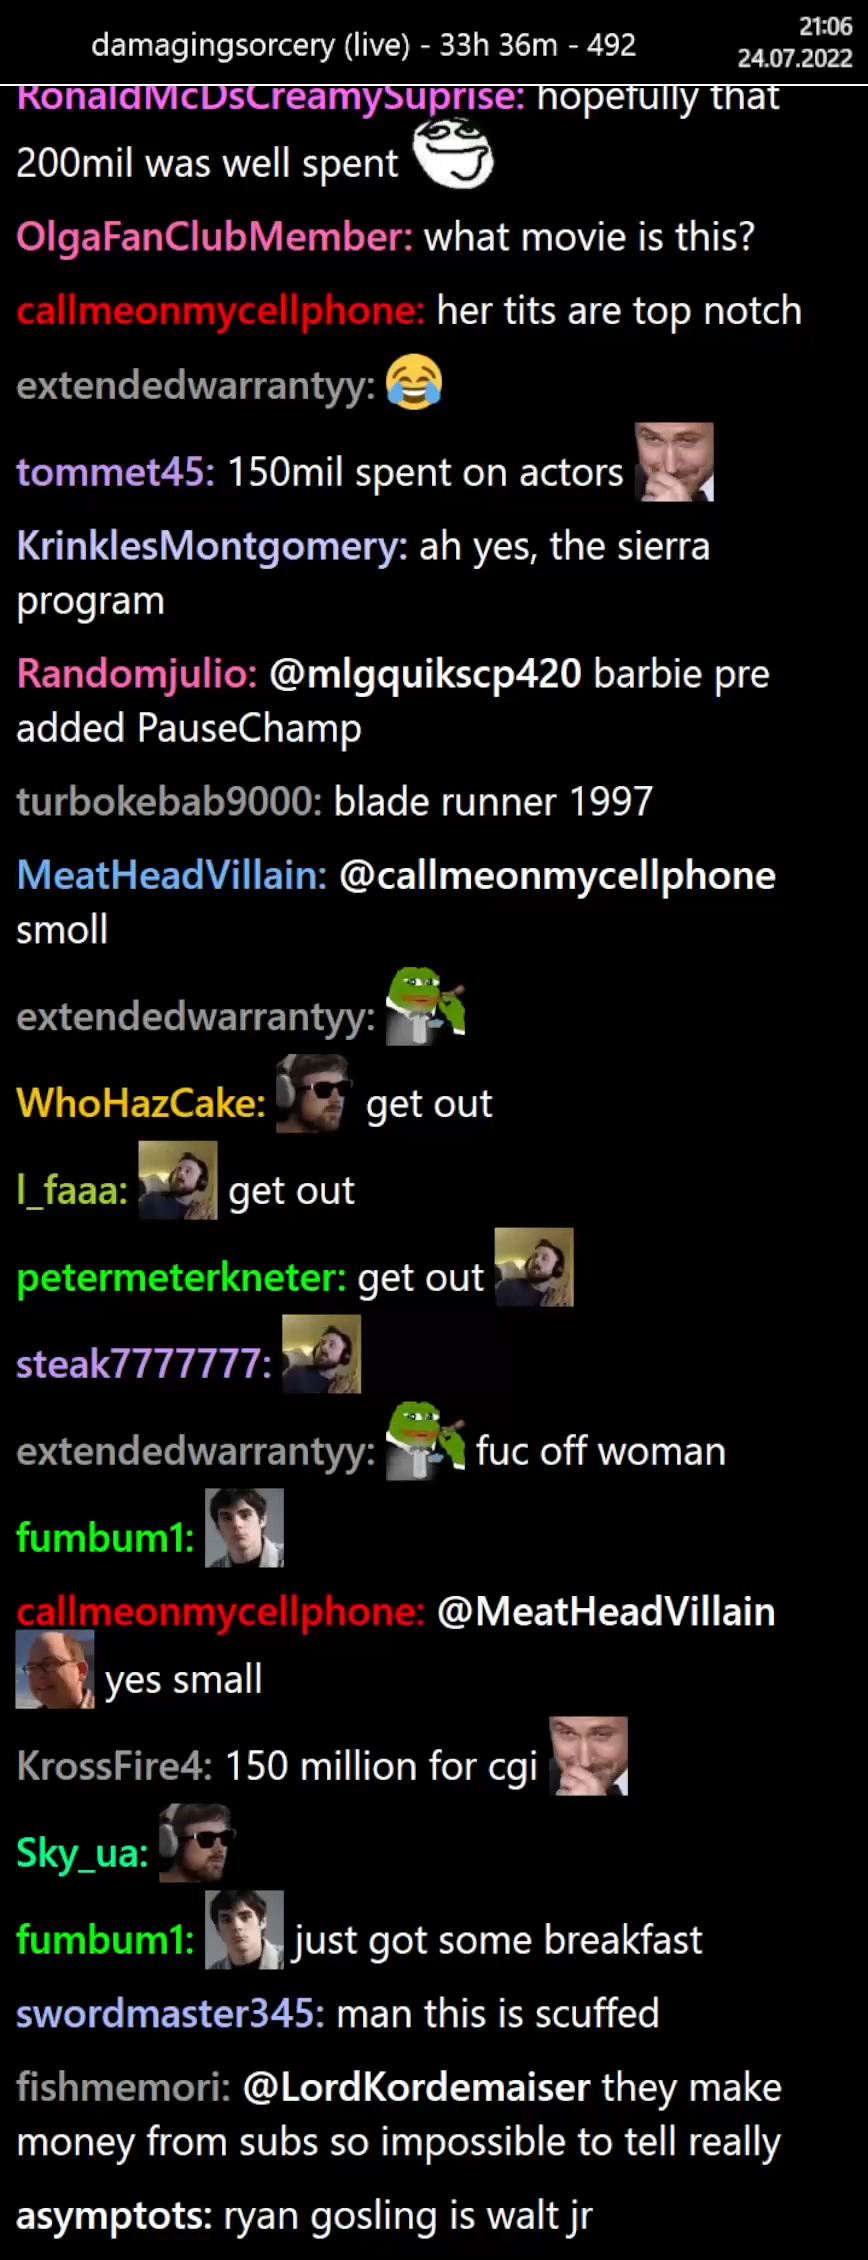 damagingsorcery (live) - 33h 36m - 492
21:06
24.07.2022
RonaldMcDsCreamySuprise: hopefully that
200mil was well spent
OlgaFanClubMember: what movie is this?
callmeonmycellphone: her tits are top notch
extendedwarrantyy:
tommet45: 150mil spent on actors
KrinklesMontgomery: ah yes, the sierra
program
Randomjulio: @mlgquikscp420 barbie pre
added PauseChamp
turbokebab9000: blade runner 1997
MeatHeadVillain: @callmeonmycellphone
smoll
extendedwarrantyy:
WhoHazCake: get out
l_faaa: get out
petermeterkneter: get out
steak7777777:
extendedwarrantyy: fuc off woman
fumbum1:
callmeonmycellphone: @MeatHeadVillain
yes small
KrossFire4: 150 million for cgi
Sky_ua:
fumbum1: just got some breakfast
swordmaster345: man this is scuffed
fishmemori: @LordKordemaiser they make
money from subs so impossible to tell really
asymptots: ryan gosling is walt jr